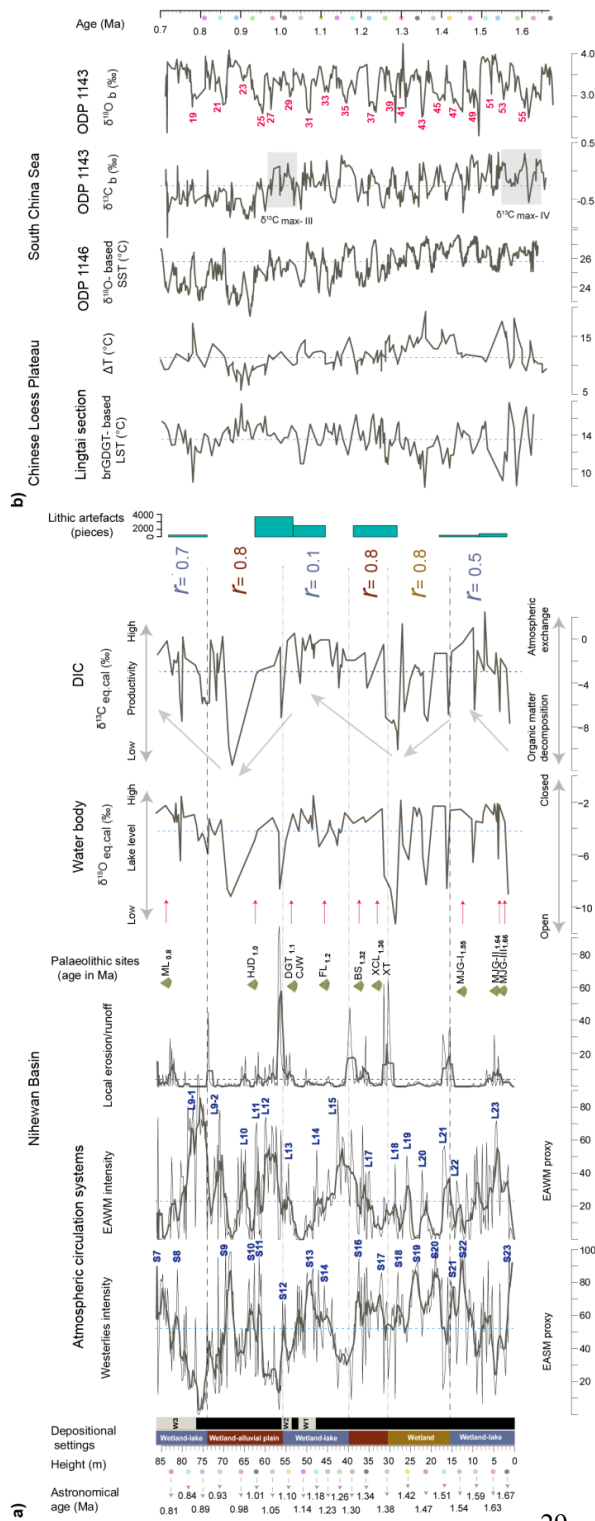 b)
Age (Ma)
0.7 0.8 0.9 1.0 1.1 1.2 1.3 1.4 1.5 1.6
South China Sea
ODP 1143
δ18O b (‰)
3.0
4.0
19 21 23 25 27 29 31 33 35 37 39 41 43 45 47 49 51 53 55
ODP 1143
δ13C b (‰)
0.5
-0.5
δ13C max- III
δ13C max- IV
ODP 1146
δ18O- based
SST (°C)
26
24
Chinese Loess Plateau
ΔT (°C)
5
15
Lingtai section
brGDGT- based
LST (°C)
14
10
a)
Nihewan Basin
Lithic artefacts
(pieces)
4000
2000
0
r= 0.7
r= 0.8
r= 0.1
r= 0.8
r= 0.8
r= 0.5
DIC
δ13C eq.cal (‰)
High
Productivity
Low
0
-4
-8
Atmospheric
exchange
Organic matter
decomposition
Water body
δ18O eq.cal (‰)
High
Lake level
Low
-2
-6
-10
Closed
Open
Palaeolithic sites
(age in Ma)
ML 0.8
HJD 1.0
DGT 1.1
CJW
FL 1.2
BS 1.32
XCL 1.36
XT
MJG-I 1.55
MJG-II 1.64
MJG-III 1.66
Local erosion/runoff
80
60
40
20
Atmospheric circulation systems
EAWM intensity
L9-1 L9-2 L10 L11 L12 L13 L14 L15 L17 L18 L19 L20 L21 L22 L23
80
60
40
20
EAWM proxy
Westerlies intensity
S7 S8 S9 S10 S11 S12 S13 S14 S16 S17 S18 S19 S20 S21 S22 S23
100
80
60
40
20
EASM proxy
W3 W2 W1
Depositional
settings
Wetland-lake Wetland-alluvial plain Wetland-lake Wetland Wetland-lake
Height (m)
85 80 75 70 65 60 55 50 45 40 35 30 25 20 15 10 5 0
Astronomical
age (Ma)
0.84 0.93 1.01 1.10 1.18 1.26 1.34 1.42 1.51 1.59 1.67
0.81 0.89 0.98 1.05 1.14 1.23 1.30 1.38 1.47 1.54 1.63